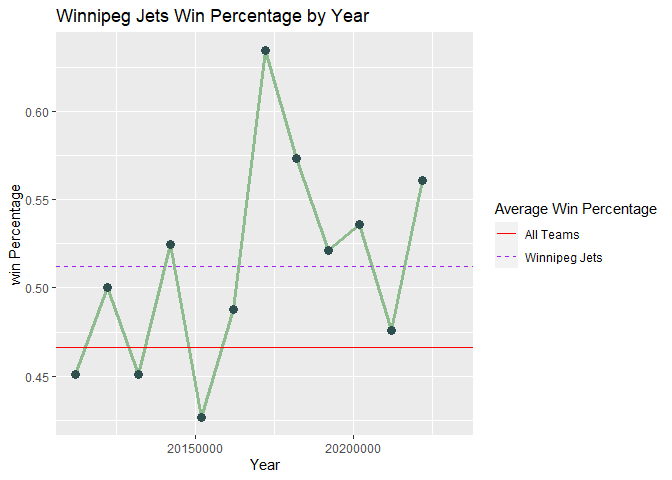 Winnipeg Jets Win Percentage by Year
win Percentage
0.60
0.55
0.50
0.45
20150000
20200000
Year
Average Win Percentage
All Teams
Winnipeg Jets